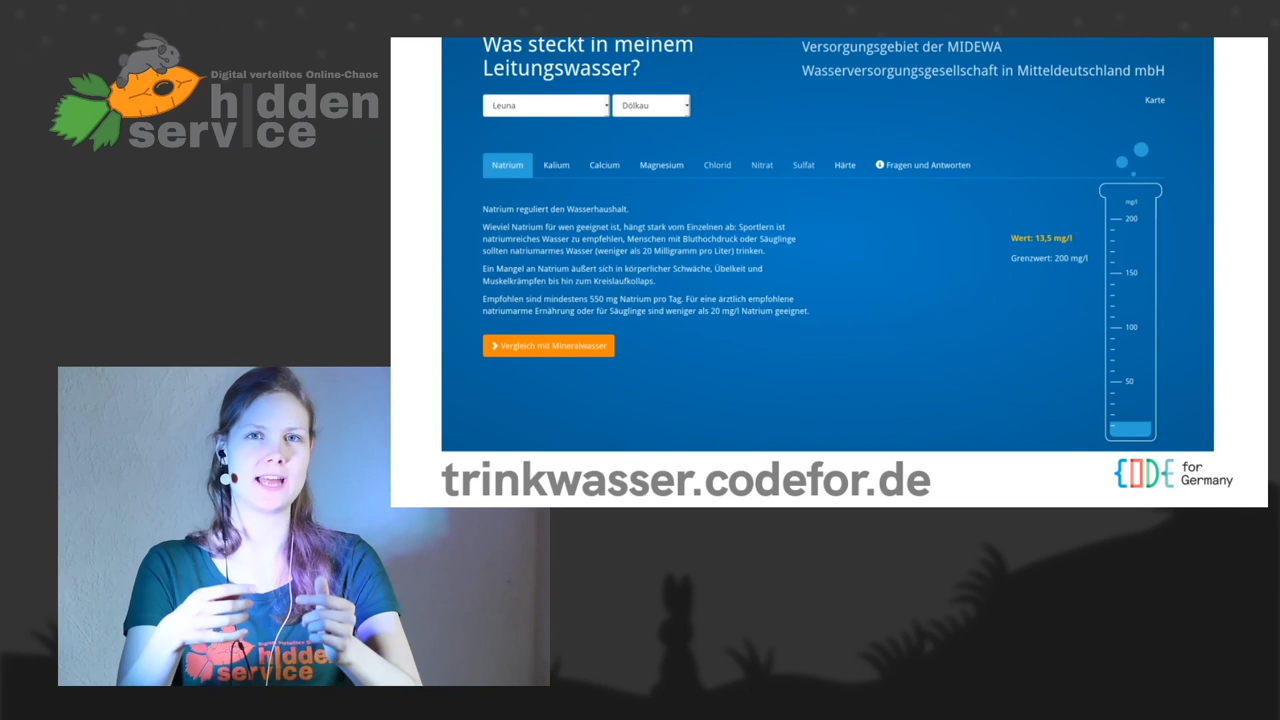 Digital verteiltes Online-Chaos
hidden
service
Was steckt in meinem
Leitungswasser?
Versorgungsgebiet der MIDEWA
Wasserversorgungsgesellschaft in Mitteldeutschland mbH
Leuna
Dölkau
Karte
Natrium Kalium Calcium Magnesium Chlorid Nitrat Sulfat Härte Fragen und Antworten
Natrium reguliert den Wasserhaushalt.
Wieviel Natrium für wen geeignet ist, hängt stark vom Einzelnen ab: Sportlern ist
natriumreiches Wasser zu empfehlen, Menschen mit Bluthochdruck oder Säuglinge
sollten natriumarmes Wasser (weniger als 20 Milligramm pro Liter) trinken.
Ein Mangel an Natrium äußert sich in körperlicher Schwäche, Übelkeit und
Muskelkrämpfen bis hin zum Kreislaufkollaps.
Empfohlen sind mindestens 550 mg Natrium pro Tag. Für eine ärztlich empfohlene
natriumarme Ernährung oder für Säuglinge sind weniger als 20 mg/l Natrium geeignet.
Vergleich mit Mineralwasser
Wert: 13,5 mg/l
Grenzwert: 200 mg/l
mg/l
200
150
100
50
trinkwasser.codefor.de
CODE
for
Germany
hidden
service